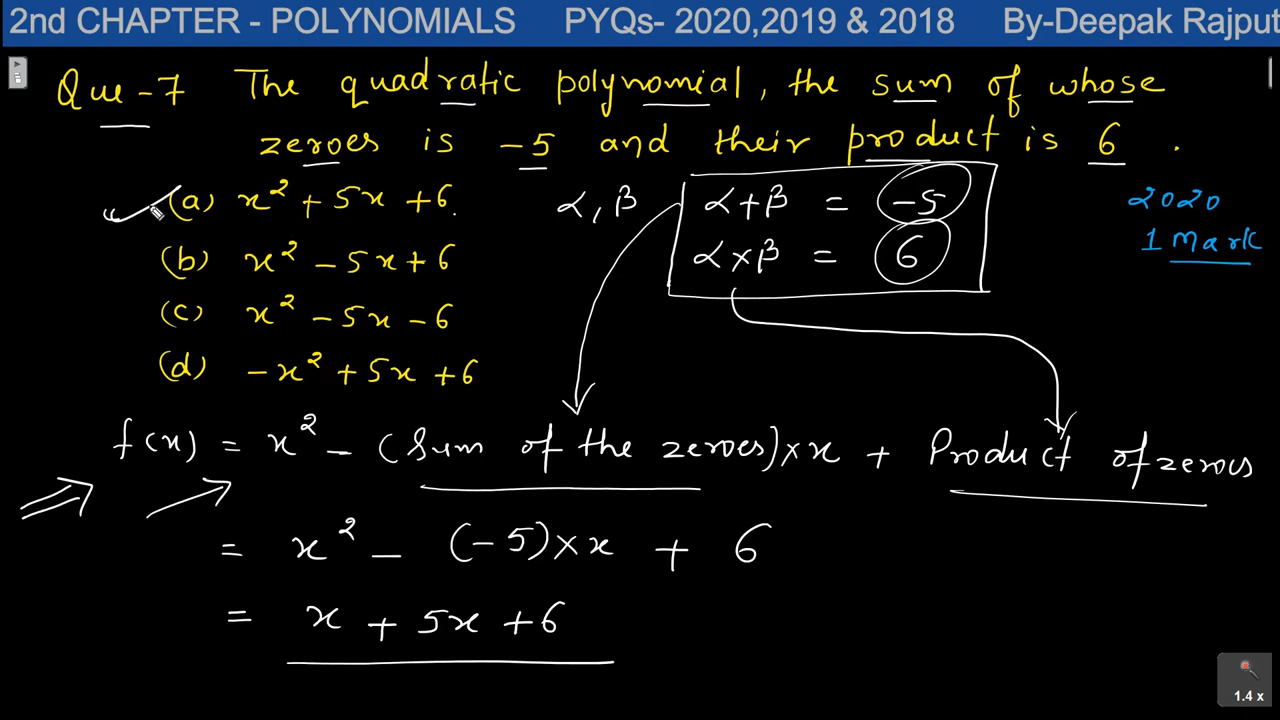 2nd CHAPTER - POLYNOMIALS PYQs- 2020,2019 & 2018 By-Deepak Rajput
Que-7 The quadratic polynomial, the sum of whose
zeroes is -5 and their product is 6 .
(a) x² + 5x + 6. α, β α+β = -5 2020
(b) x² - 5x + 6 α×β = 6 1 Mark
(c) x² - 5x - 6
(d) -x² + 5x + 6
f(x) = x² - (Sum of the zeroes)×x + Product of zeroes
= x² - (-5)×x + 6
= x + 5x + 6
1.4 x